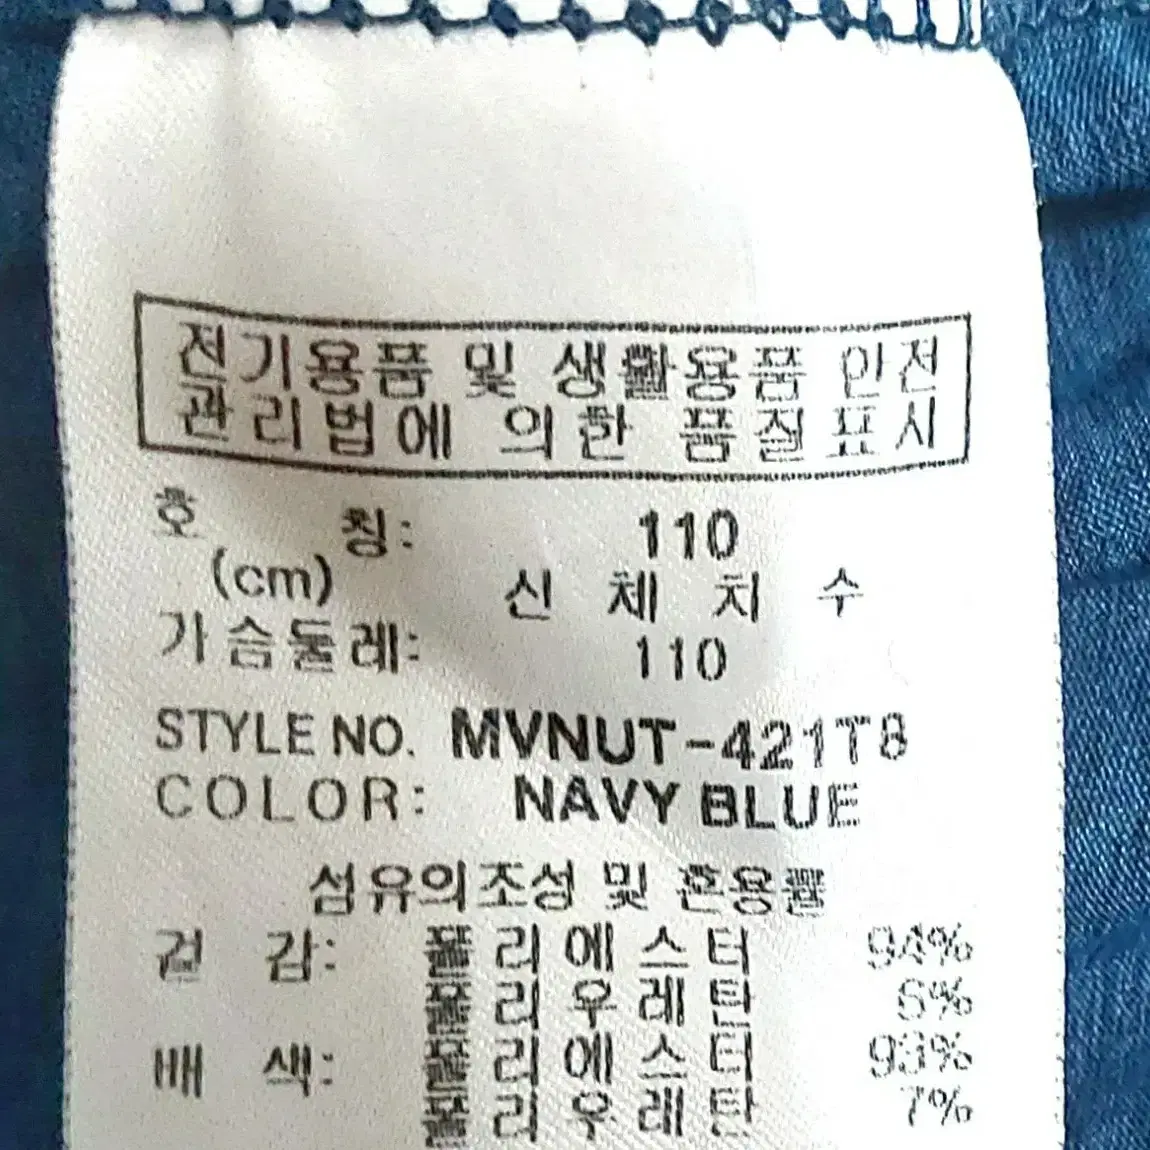 전기용품 및 생활용품 안전
관리법에 의한 품질표시
호 칭: 110
(cm) 신 체 치 수
가슴둘레: 110
STYLE NO. MVNUT-421T8
COLOR: NAVY BLUE
섬유의조성 및 혼용률
겉 감: 폴리에스터 94%
폴리우레탄 6%
배 색: 폴리에스터 93%
폴리우레탄 7%